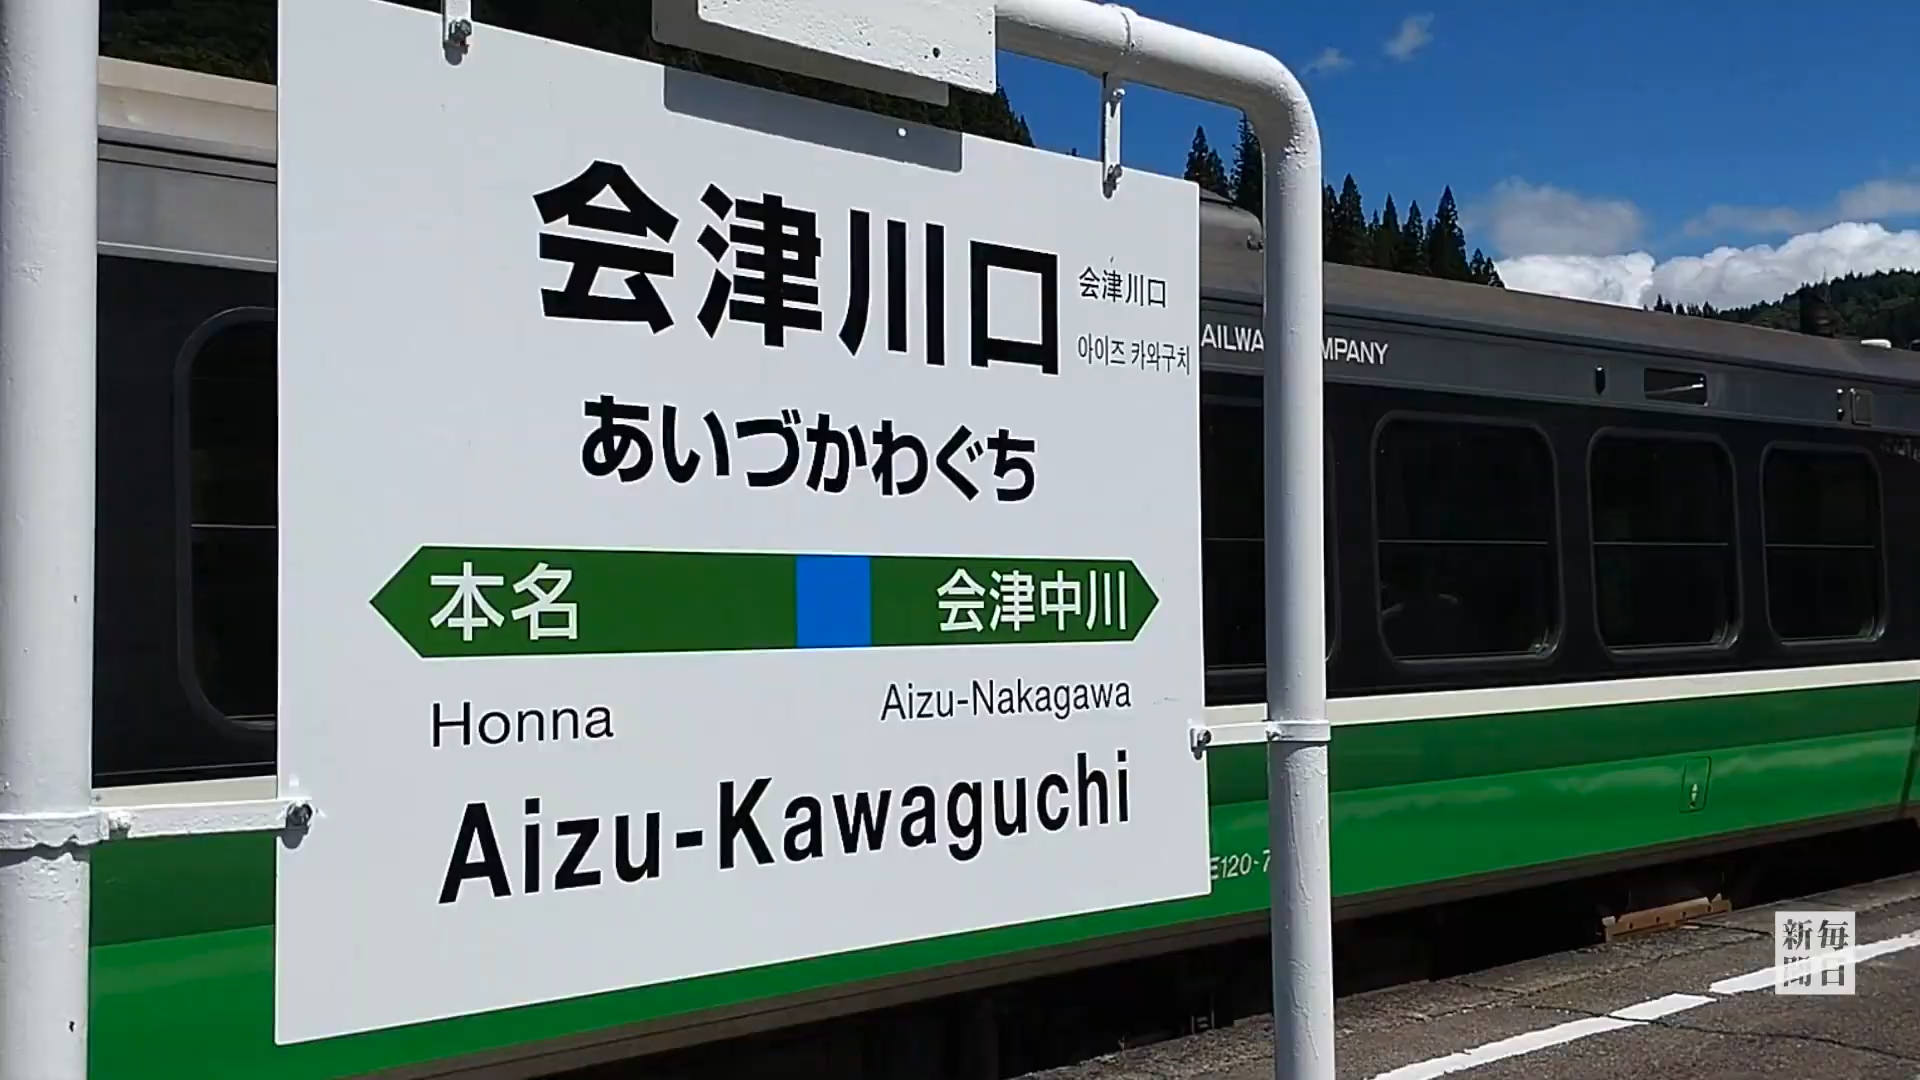 会津川口
会津川口
아이즈 카와구치
あいづかわぐち
本名
会津中川
Honna
Aizu-Nakagawa
Aizu-Kawaguchi
AILWA
MPANY
E120-7
毎日
新聞